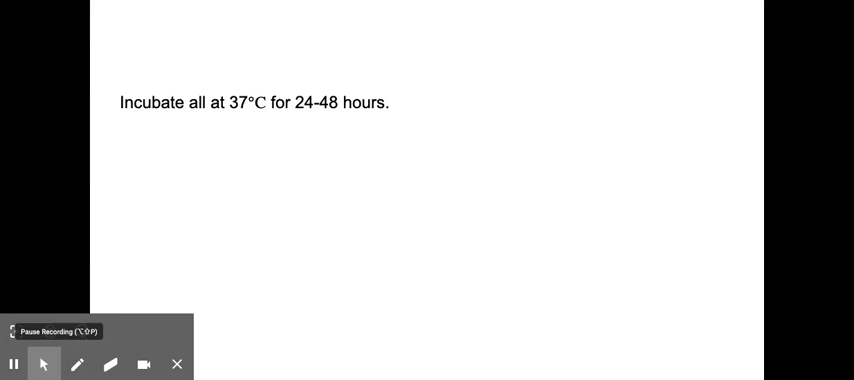 Incubate all at 37°C for 24-48 hours.
Pause Recording (⌥⇧P)